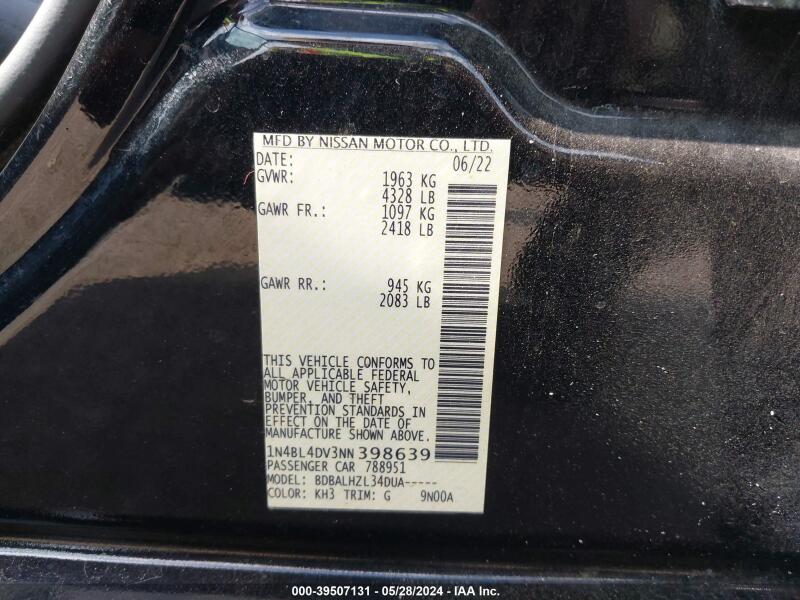 MFD BY NISSAN MOTOR CO., LTD.
DATE: 06/22
GVWR: 1963 KG
4328 LB
GAWR FR.: 1097 KG
2418 LB
GAWR RR.: 945 KG
2083 LB
THIS VEHICLE CONFORMS TO
ALL APPLICABLE FEDERAL
MOTOR VEHICLE SAFETY,
BUMPER, AND THEFT
PREVENTION STANDARDS IN
EFFECT ON THE DATE OF
MANUFACTURE SHOWN ABOVE.
1N4BL4DV3NN398639
PASSENGER CAR 788951
MODEL: BDBALHZL34DUA-----
COLOR: KH3 TRIM: G 9N00A
000-39507131 - 05/28/2024 - IAA Inc.